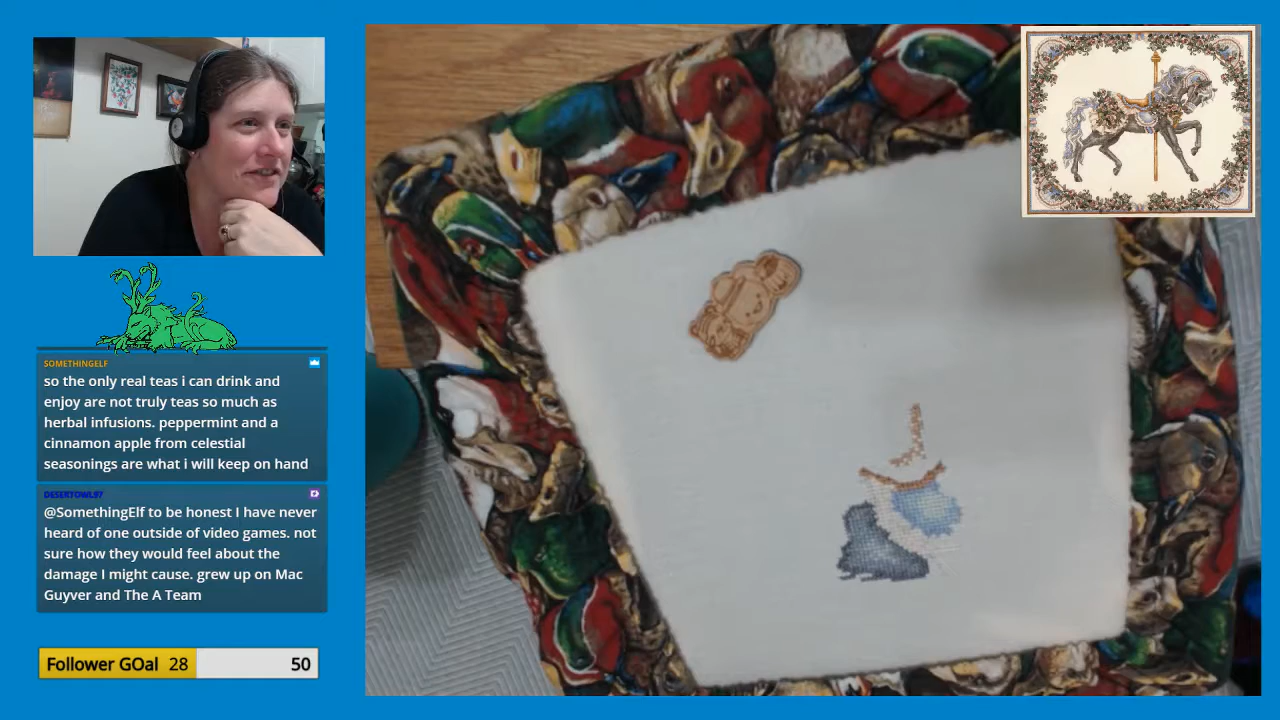 SOMETHINGELF
so the only real teas i can drink and
enjoy are not truly teas so much as
herbal infusions. peppermint and a
cinnamon apple from celestial
seasonings are what i will keep on hand
DESERTOWL97
@SomethingElf to be honest I have never
heard of one outside of video games. not
sure how they would feel about the
damage I might cause. grew up on Mac
Guyver and The A Team
Follower GOal 28 50